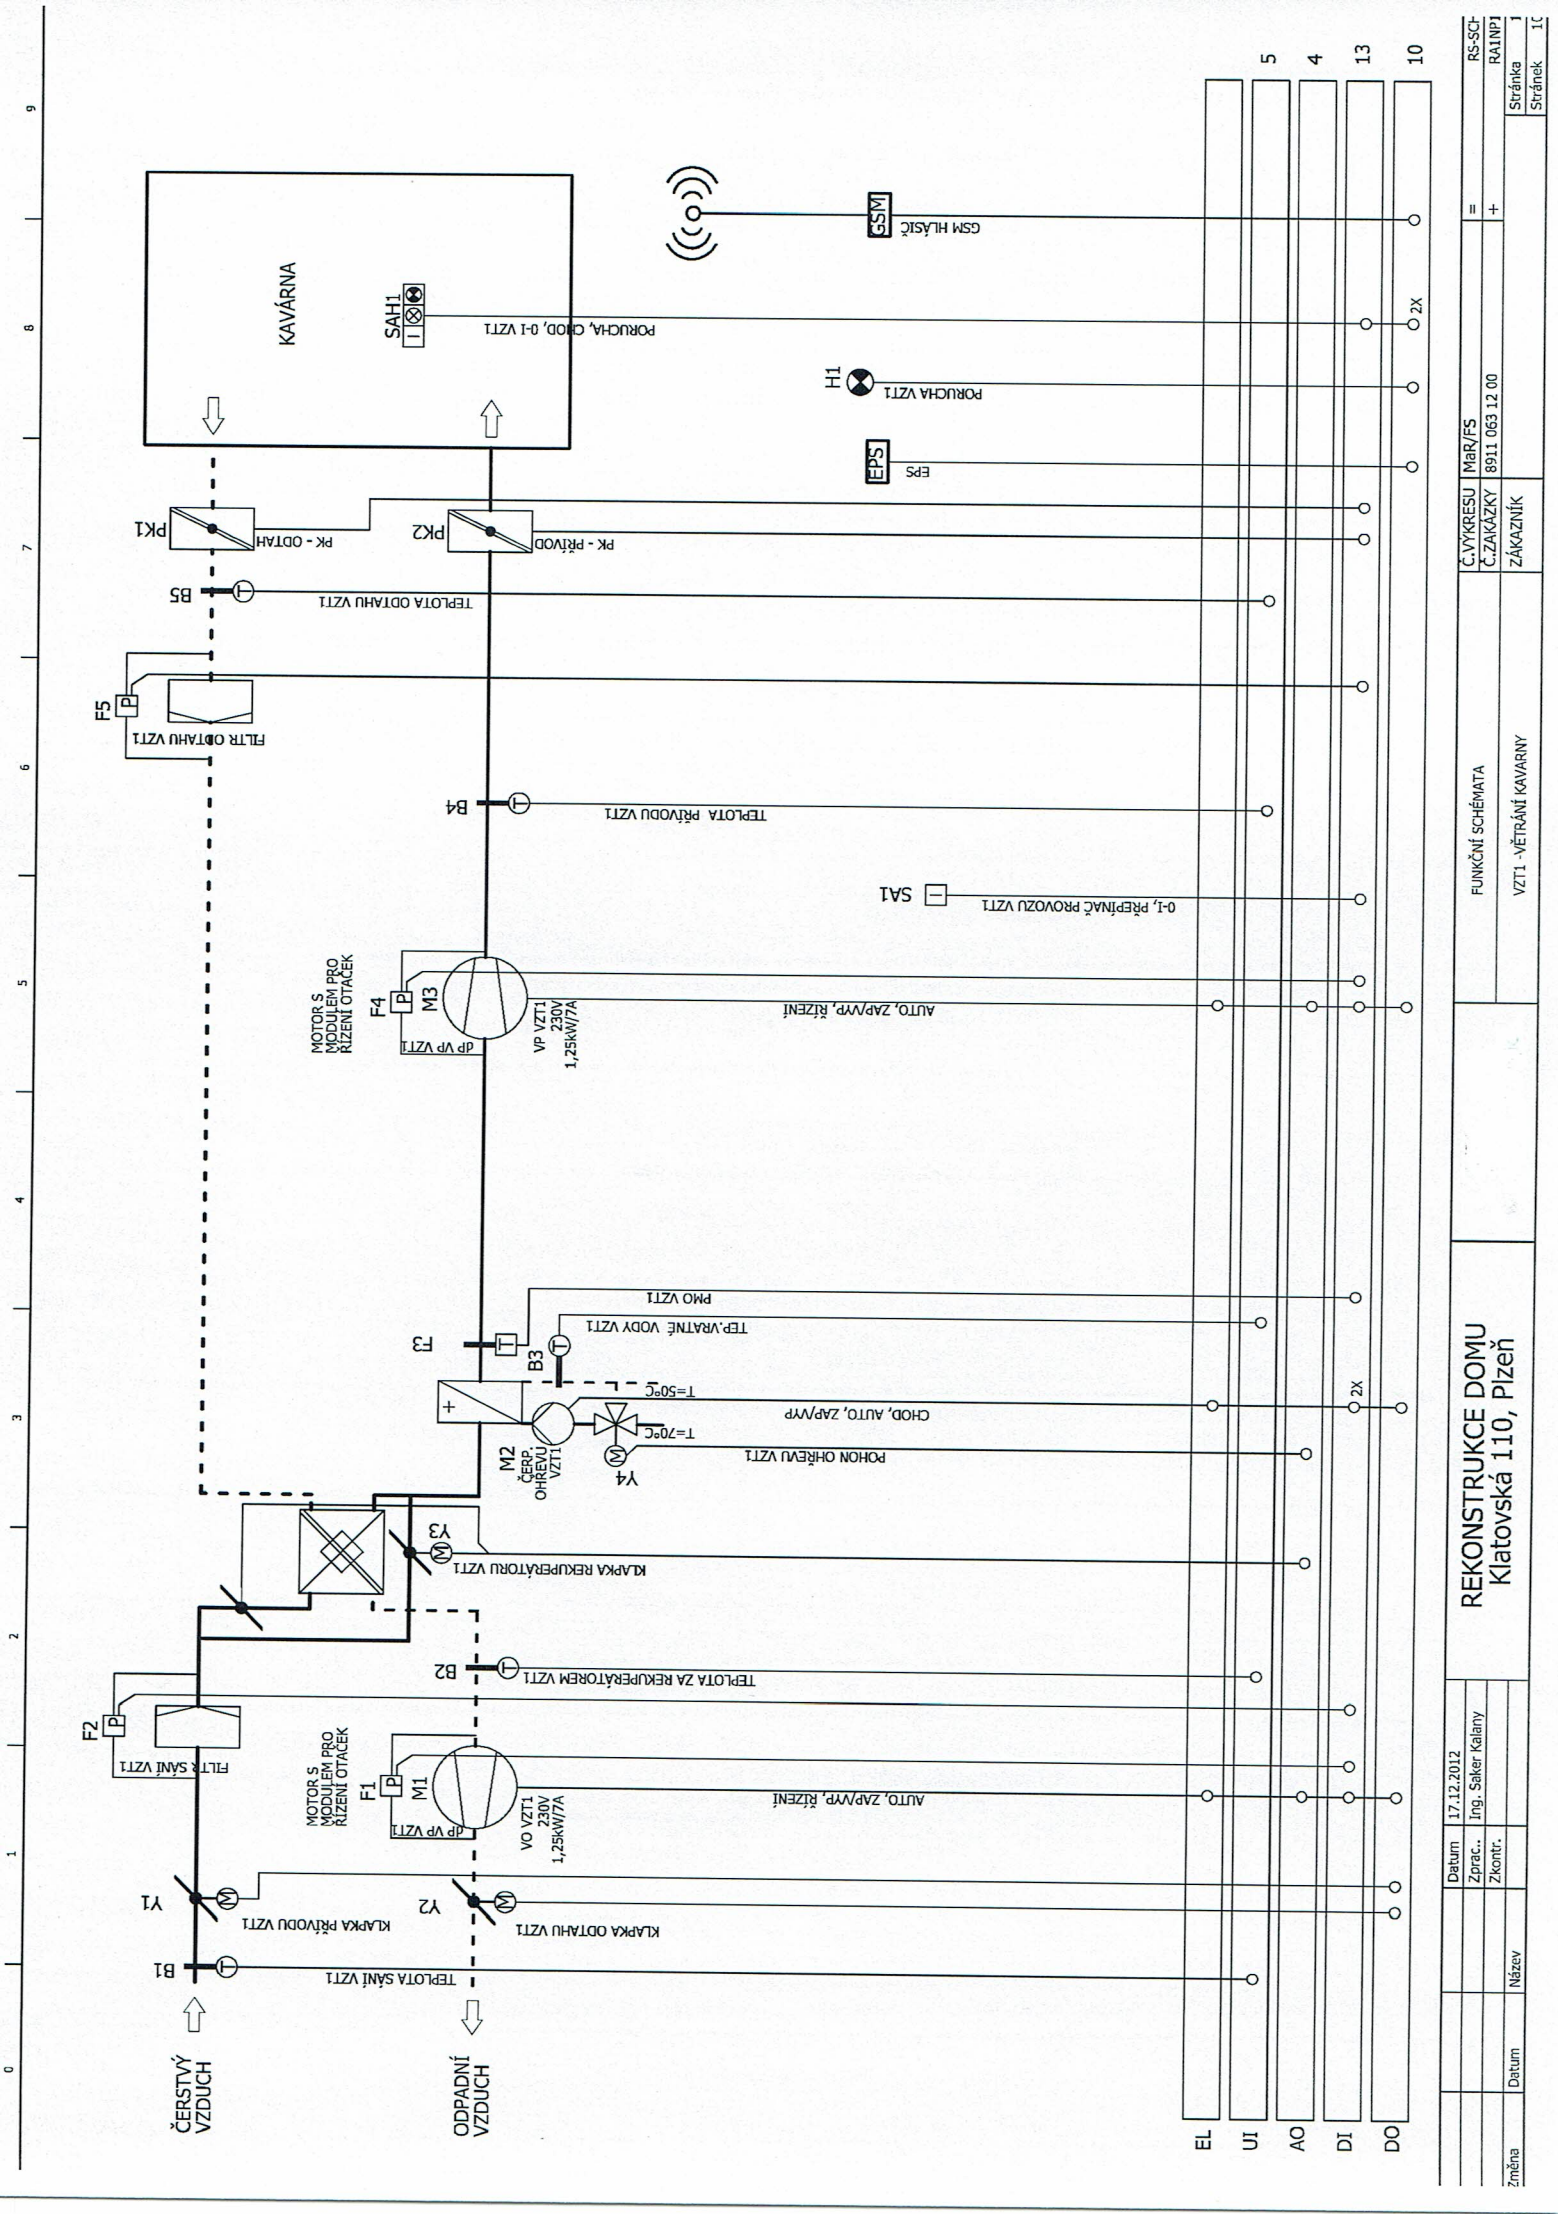 0 1 2 3 4 5 6 7 8 9
ČERSTVÝ
VZDUCH
ODPADNÍ
VZDUCH
B1
TEPLOTA SÁNÍ VZT1
Y1
M
KLAPKA PŘÍVODU VZT1
Y2
M
KLAPKA ODTAHU VZT1
F2
P
FILTR SÁNÍ VZT1
MOTOR S
MODULEM PRO
ŘÍZENÍ OTAČEK
F1
P
M1
dP VP VZT1
VO VZT1
230V
1,25kW/7A
AUTO, ZAP/VYP, ŘÍZENÍ
B2
T
TEPLOTA ZA REKUPERÁTOREM VZT1
Y3
M
KLAPKA REKUPERÁTORU VZT1
+
M2
ČERP.
OHŘEVU
VZT1
Y4
M
T=70°C
T=50°C
POHON OHŘEVU VZT1
CHOD, AUTO, ZAP/VYP
F3
T
B3
T
TEP.VRATNÉ VODY VZT1
PMO VZT1
MOTOR S
MODULEM PRO
ŘÍZENÍ OTAČEK
F4
P
M3
dP VP VZT1
VP VZT1
230V
1,25kW/7A
AUTO, ZAP/VYP, ŘÍZENÍ
SA1
0-I, PŘEPÍNAČ PROVOZU VZT1
B4
T
TEPLOTA PŘÍVODU VZT1
F5
P
FILTR ODTAHU VZT1
B5
T
TEPLOTA ODTAHU VZT1
PK1
PK - ODTAH
PK2
PK - PŘÍVOD
KAVÁRNA
SAH1
I
PORUCHA, CHOD, 0-I VZT1
EPS
EPS
H1
PORUCHA VZT1
GSM
GSM HLÁSIČ
2X
2X
EL
UI 5
AO 4
DI 13
DO 10
Změna
Datum
Název
Datum 17.12.2012
Zprac.. Ing. Saker Kalany
Zkontr.
REKONSTRUKCE DOMU
Klatovská 110, Plzeň
FUNKČNÍ SCHÉMATA
VZT1 -VĚTRÁNÍ KAVARNY
Č.VÝKRESU MaR/FS
Č.ZAKÁZKY 8911 063 12 00
ZÁKAZNÍK
= RS-SCH
+ RA1NP1
Stránka 1
Stránek 10